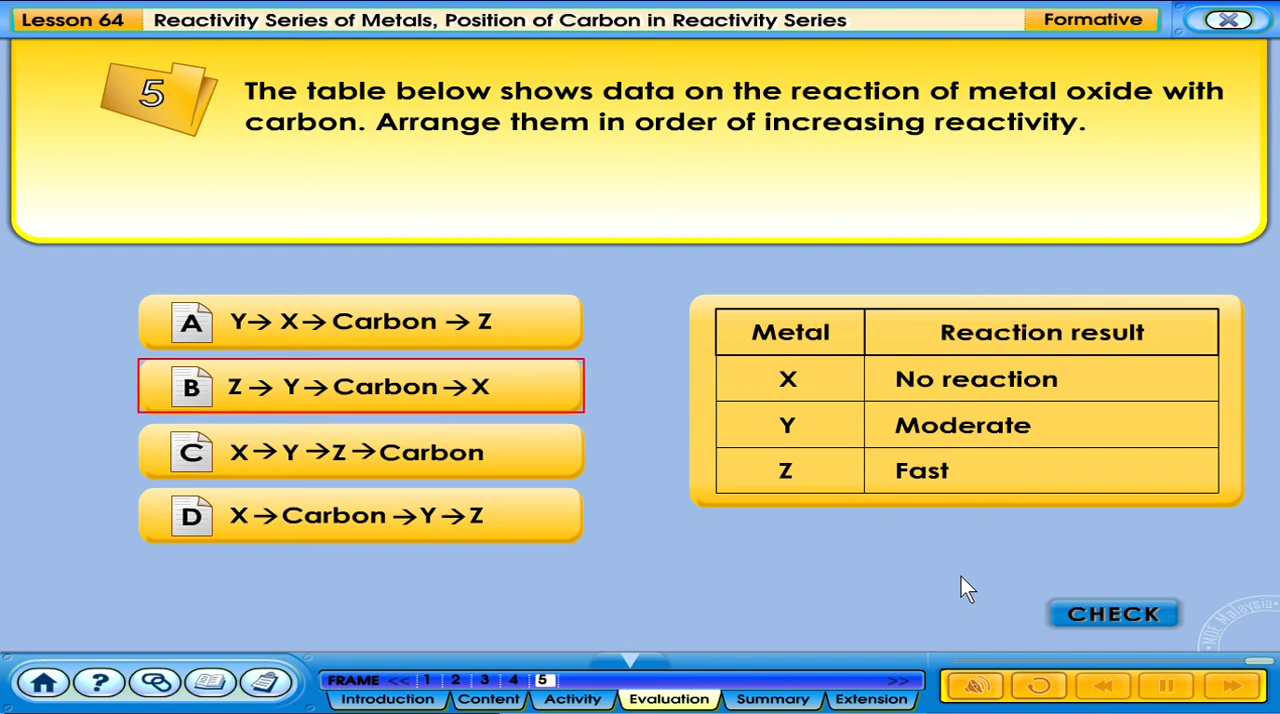 Lesson 64 Reactivity Series of Metals, Position of Carbon in Reactivity Series Formative
5
The table below shows data on the reaction of metal oxide with
carbon. Arrange them in order of increasing reactivity.
A Y→ X→ Carbon → Z
B Z → Y→ Carbon →X
C X→ Y →Z →Carbon
D X →Carbon →Y→ Z
Metal Reaction result
X No reaction
Y Moderate
Z Fast
CHECK
MOE Malaysia
FRAME << 1 2 3 4 5 >>
Introduction Content Activity Evaluation Summary Extension